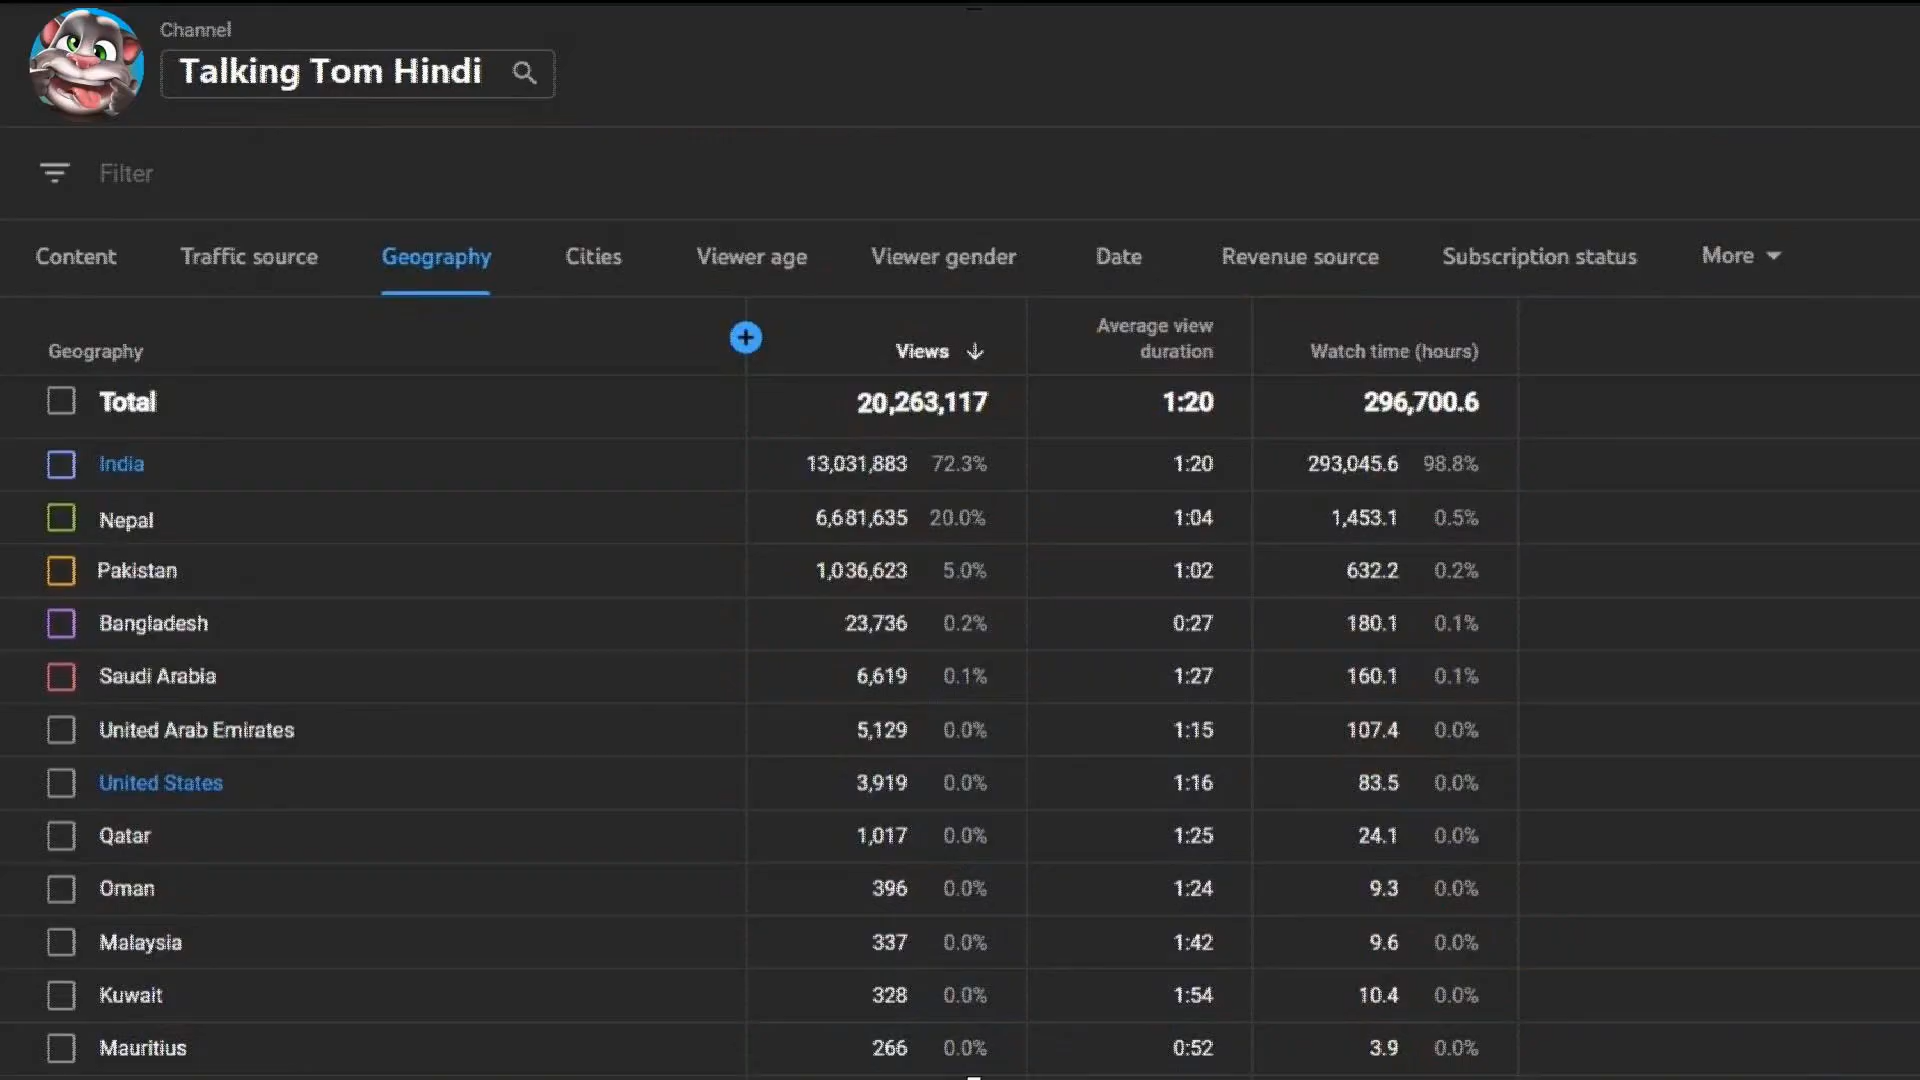 Channel
Talking Tom Hindi
Filter
Content Traffic source Geography Cities Viewer age Viewer gender Date Revenue source Subscription status More
Geography Views Average view duration Watch time (hours)
Total 20,263,117 1:20 296,700.6
India 13,031,883 72.3% 1:20 293,045.6 98.8%
Nepal 6,681,635 20.0% 1:04 1,453.1 0.5%
Pakistan 1,036,623 5.0% 1:02 632.2 0.2%
Bangladesh 23,736 0.2% 0:27 180.1 0.1%
Saudi Arabia 6,619 0.1% 1:27 160.1 0.1%
United Arab Emirates 5,129 0.0% 1:15 107.4 0.0%
United States 3,919 0.0% 1:16 83.5 0.0%
Qatar 1,017 0.0% 1:25 24.1 0.0%
Oman 396 0.0% 1:24 9.3 0.0%
Malaysia 337 0.0% 1:42 9.6 0.0%
Kuwait 328 0.0% 1:54 10.4 0.0%
Mauritius 266 0.0% 0:52 3.9 0.0%